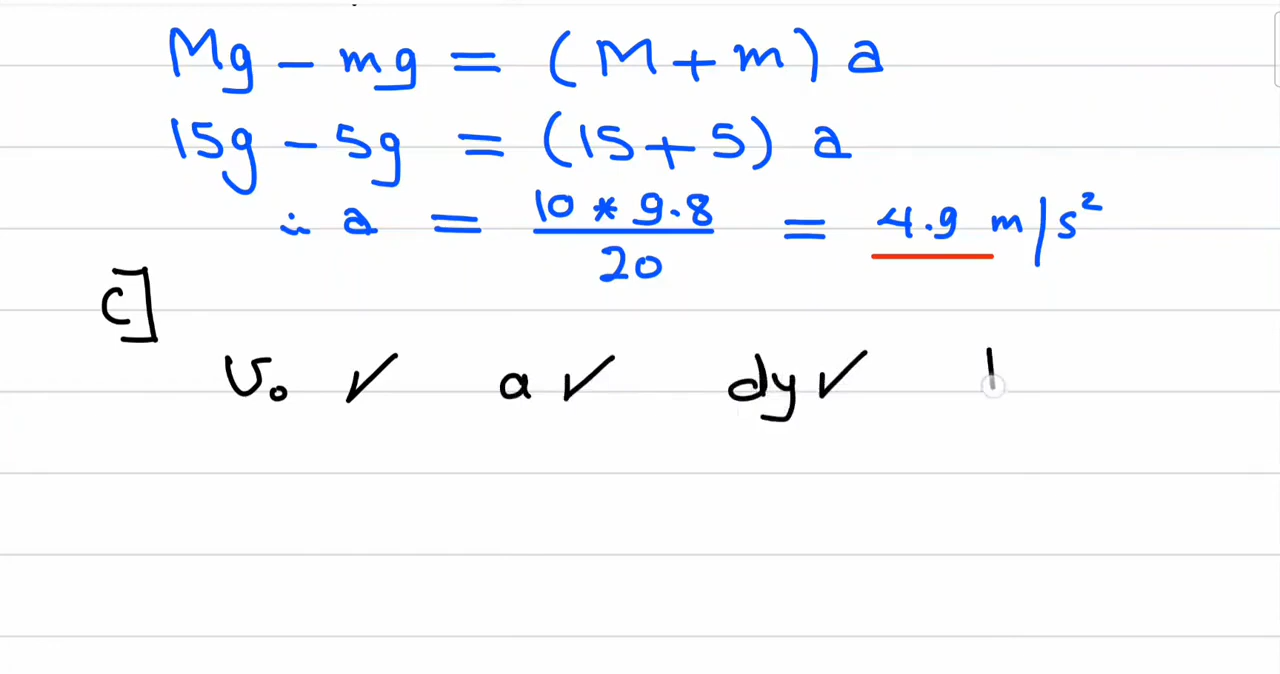 Mg - mg = (M + m) a
15g - 5g = (15 + 5) a
∴ a = 10 * 9.8 / 20 = 4.9 m/s²
C]
v₀ ✓ a ✓ dy ✓